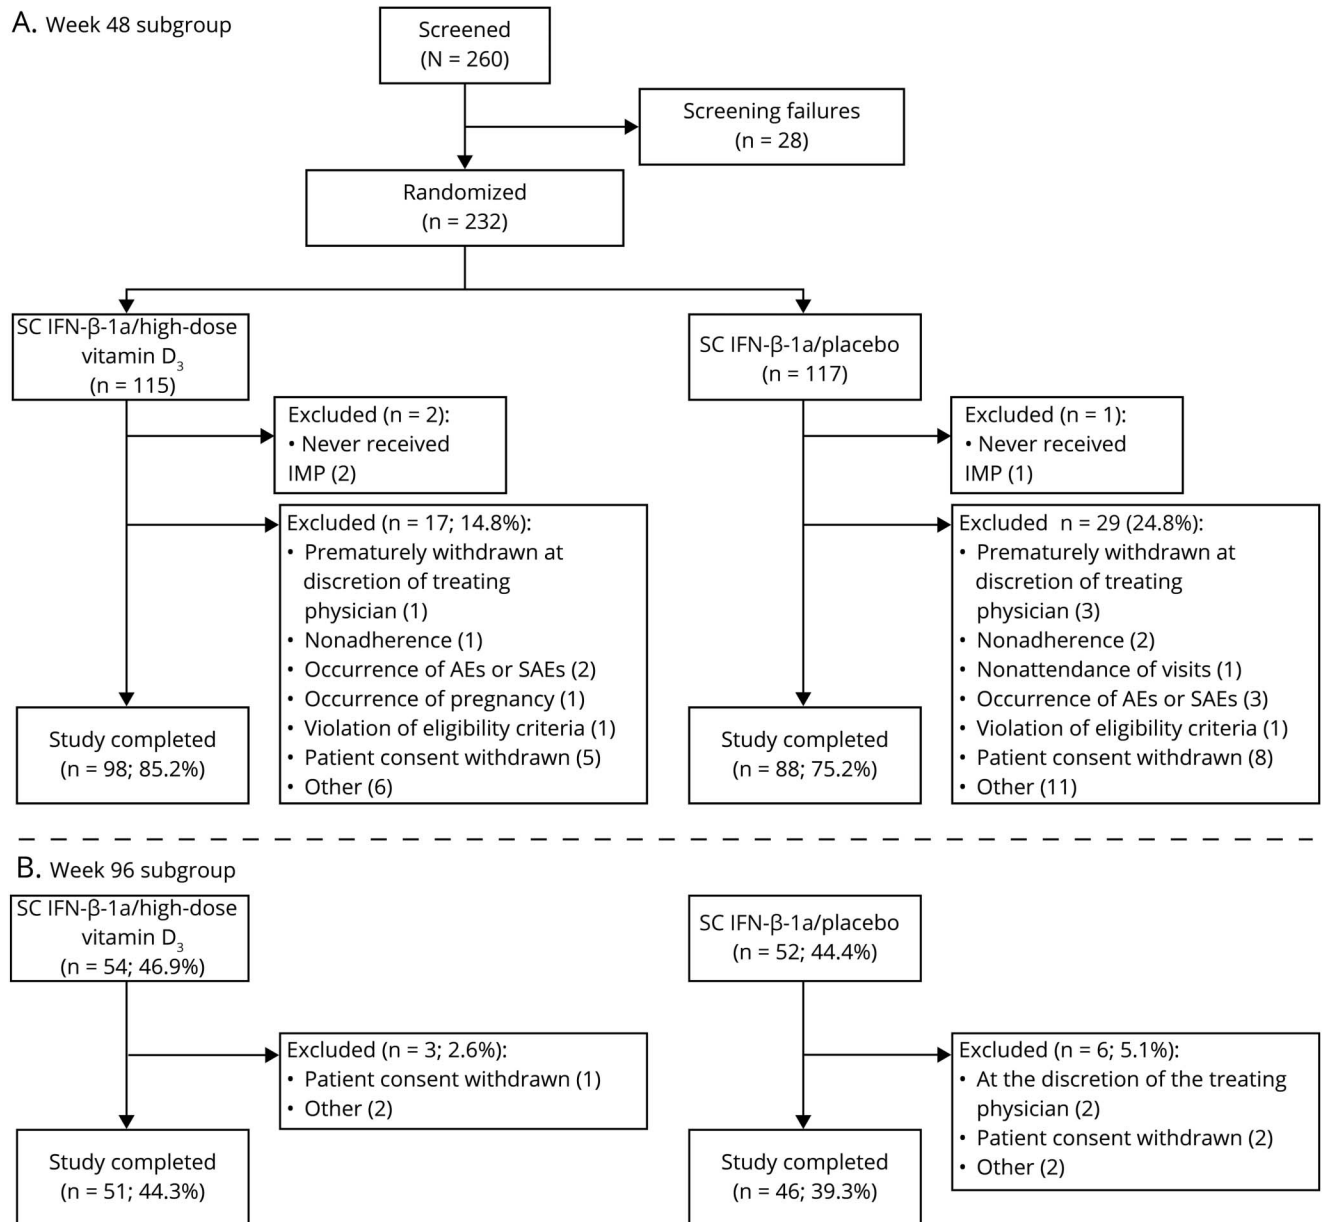 A. Week 48 subgroup
Screened
(N = 260)
Screening failures
(n = 28)
Randomized
(n = 232)
SC IFN-β-1a/high-dose
vitamin D3
(n = 115)
SC IFN-β-1a/placebo
(n = 117)
Excluded (n = 2):
• Never received
IMP (2)
Excluded (n = 1):
• Never received
IMP (1)
Excluded (n = 17; 14.8%):
• Prematurely withdrawn at
discretion of treating
physician (1)
• Nonadherence (1)
• Occurrence of AEs or SAEs (2)
• Occurrence of pregnancy (1)
• Violation of eligibility criteria (1)
• Patient consent withdrawn (5)
• Other (6)
Excluded n = 29 (24.8%):
• Prematurely withdrawn at
discretion of treating
physician (3)
• Nonadherence (2)
• Nonattendance of visits (1)
• Occurrence of AEs or SAEs (3)
• Violation of eligibility criteria (1)
• Patient consent withdrawn (8)
• Other (11)
Study completed
(n = 98; 85.2%)
Study completed
(n = 88; 75.2%)
B. Week 96 subgroup
SC IFN-β-1a/high-dose
vitamin D3
(n = 54; 46.9%)
SC IFN-β-1a/placebo
(n = 52; 44.4%)
Excluded (n = 3; 2.6%):
• Patient consent withdrawn (1)
• Other (2)
Excluded (n = 6; 5.1%):
• At the discretion of the treating
physician (2)
• Patient consent withdrawn (2)
• Other (2)
Study completed
(n = 51; 44.3%)
Study completed
(n = 46; 39.3%)